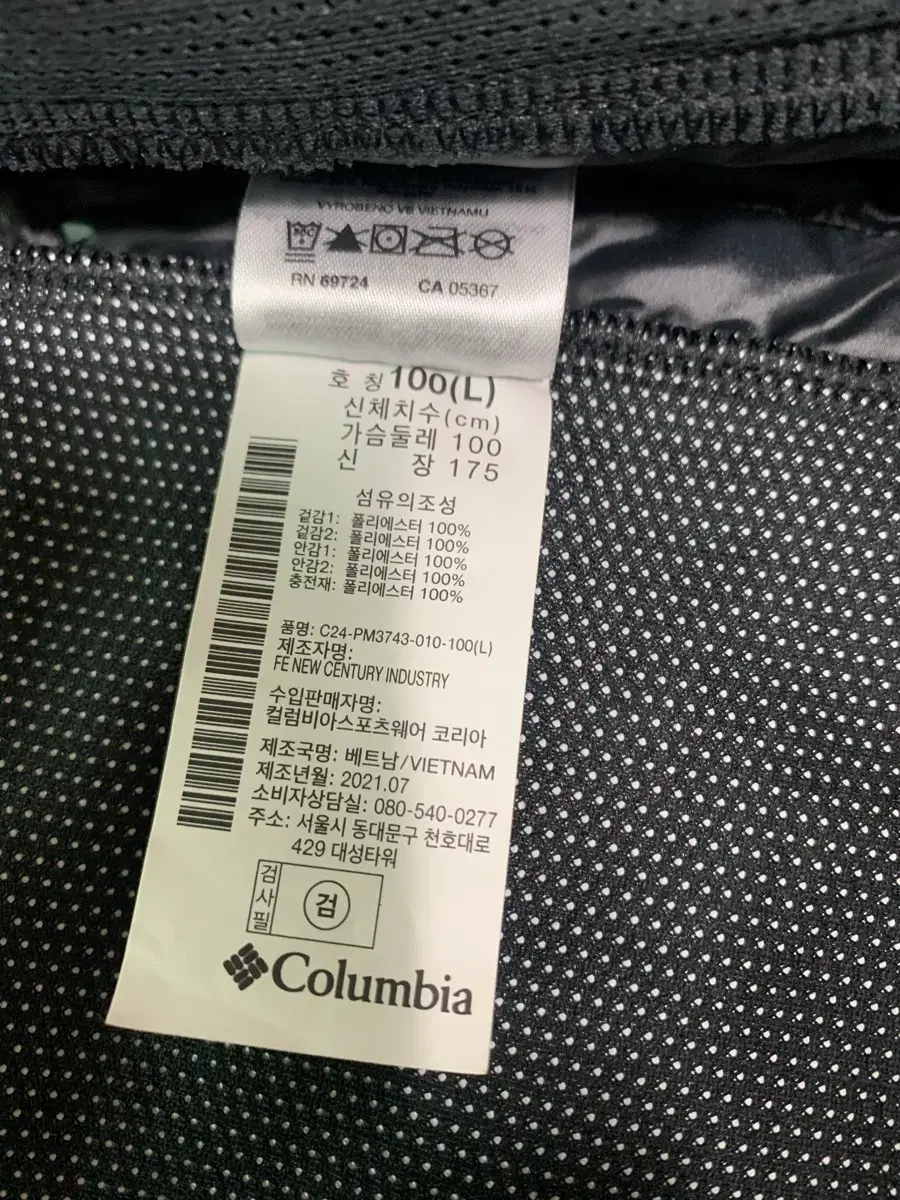 VYROBENO VE VIETNAMU
RN 69724 CA 05367
호 칭 100(L)
신체치수(cm)
가슴둘레 100
신 장 175
섬유의조성
겉감1: 폴리에스터 100%
겉감2: 폴리에스터 100%
안감1: 폴리에스터 100%
안감2: 폴리에스터 100%
충전재: 폴리에스터 100%
품명: C24-PM3743-010-100(L)
제조자명:
FE NEW CENTURY INDUSTRY
수입판매자명:
컬럼비아스포츠웨어 코리아
제조국명: 베트남/VIETNAM
제조년월: 2021.07
소비자상담실: 080-540-0277
주소: 서울시 동대문구 천호대로
429 대성타워
검사필 검
Columbia